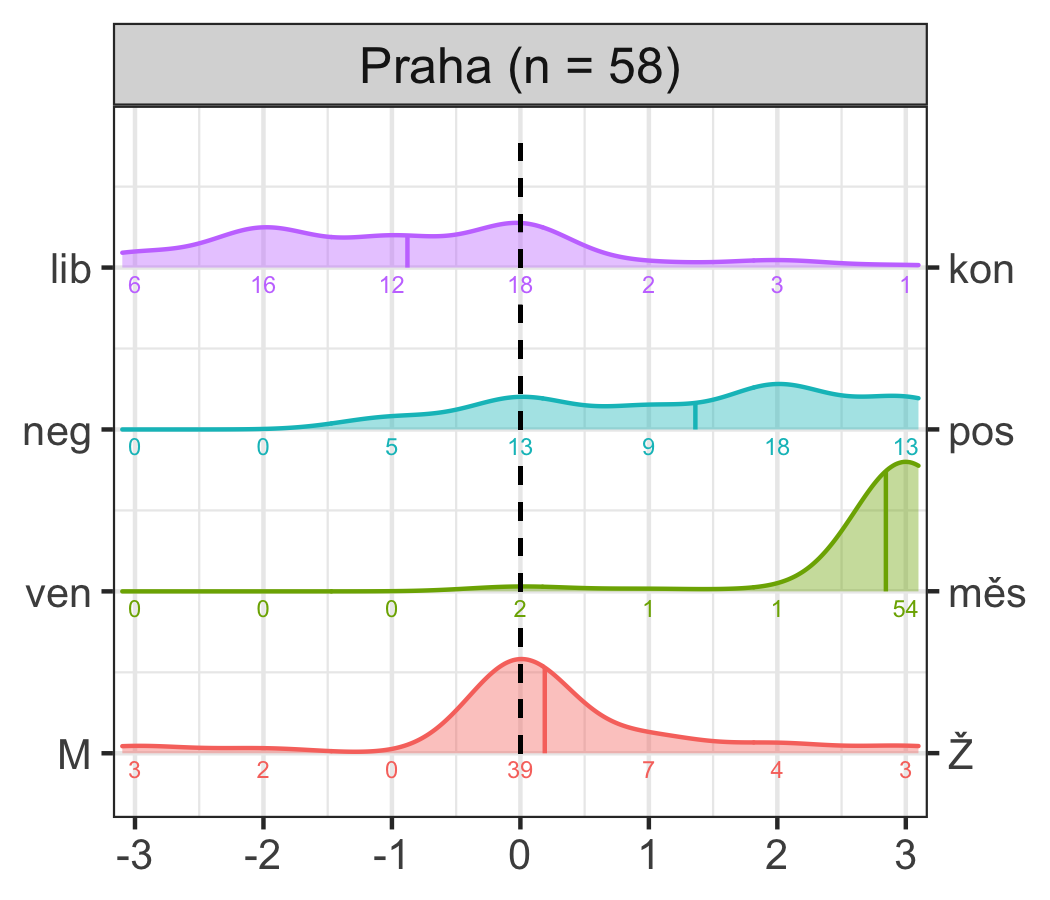 Praha (n = 58)
lib kon
6 16 12 18 2 3 1
neg pos
0 0 5 13 9 18 13
ven měs
0 0 0 2 1 1 54
M Ž
3 2 0 39 7 4 3
-3 -2 -1 0 1 2 3